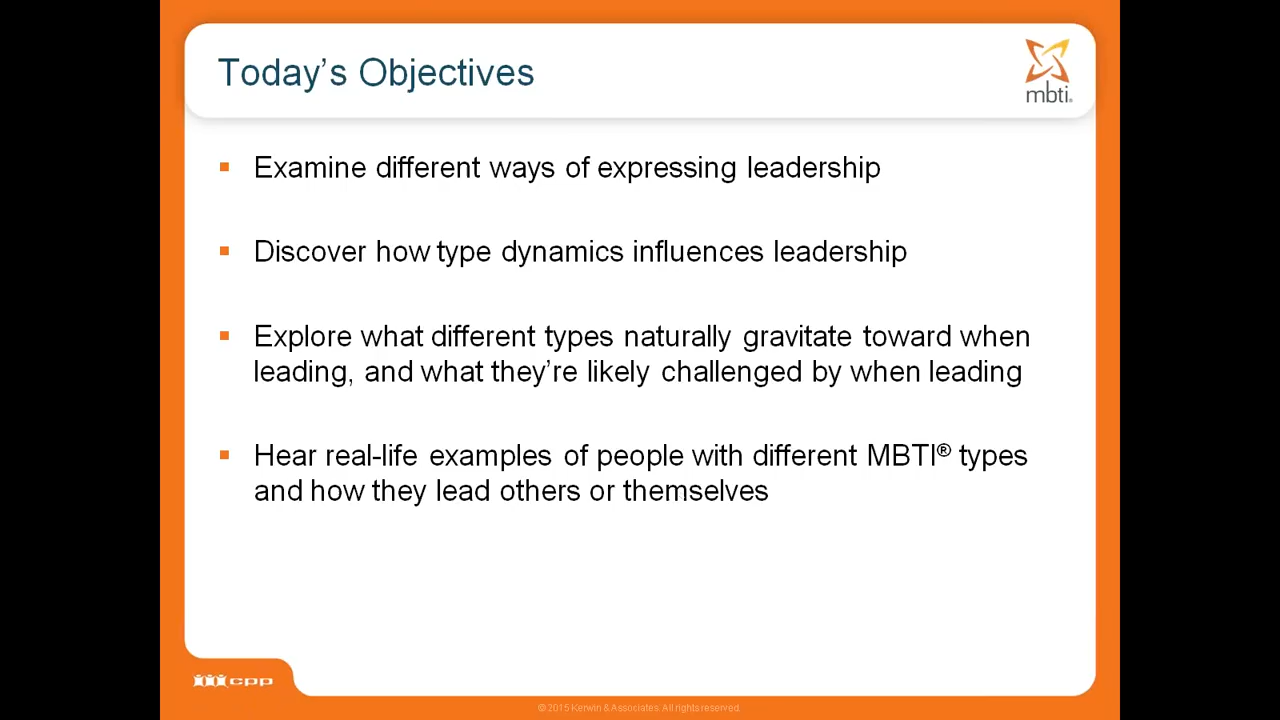 Today’s Objectives
mbti®
Examine different ways of expressing leadership
Discover how type dynamics influences leadership
Explore what different types naturally gravitate toward when
leading, and what they’re likely challenged by when leading
Hear real-life examples of people with different MBTI® types
and how they lead others or themselves
cpp
© 2015 Kerwin & Associates. All rights reserved.